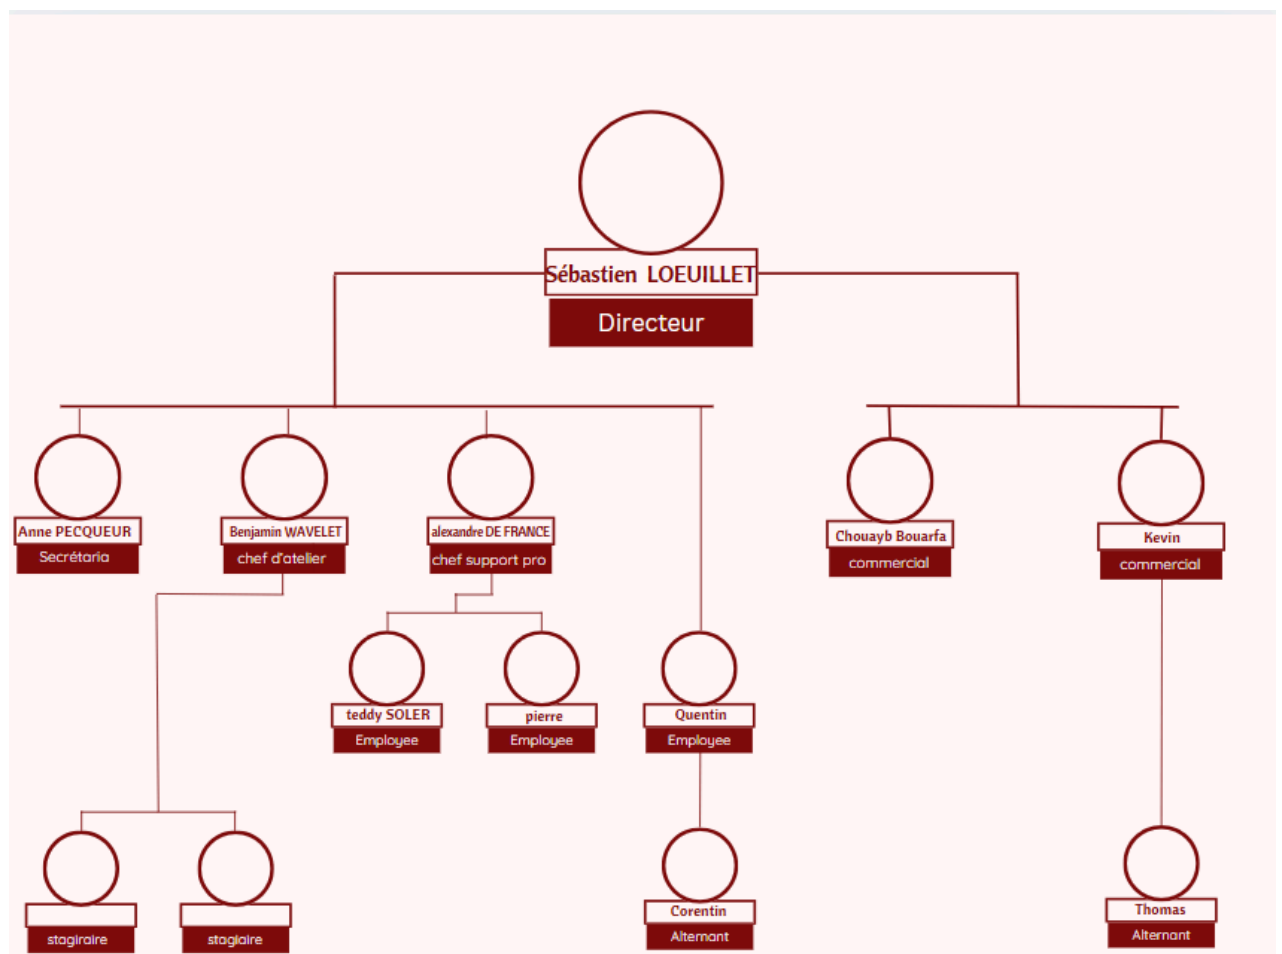 Sébastien LOEUILLET
Directeur
Anne PECQUEUR
Secrétaria
Benjamin WAVELET
chef d'atelier
alexandre DE FRANCE
chef support pro
Chouayb Bouarfa
commercial
Kevin
commercial
teddy SOLER
Employee
pierre
Employee
Quentin
Employee
stagiraire
stagiaire
Corentin
Alternant
Thomas
Alternant